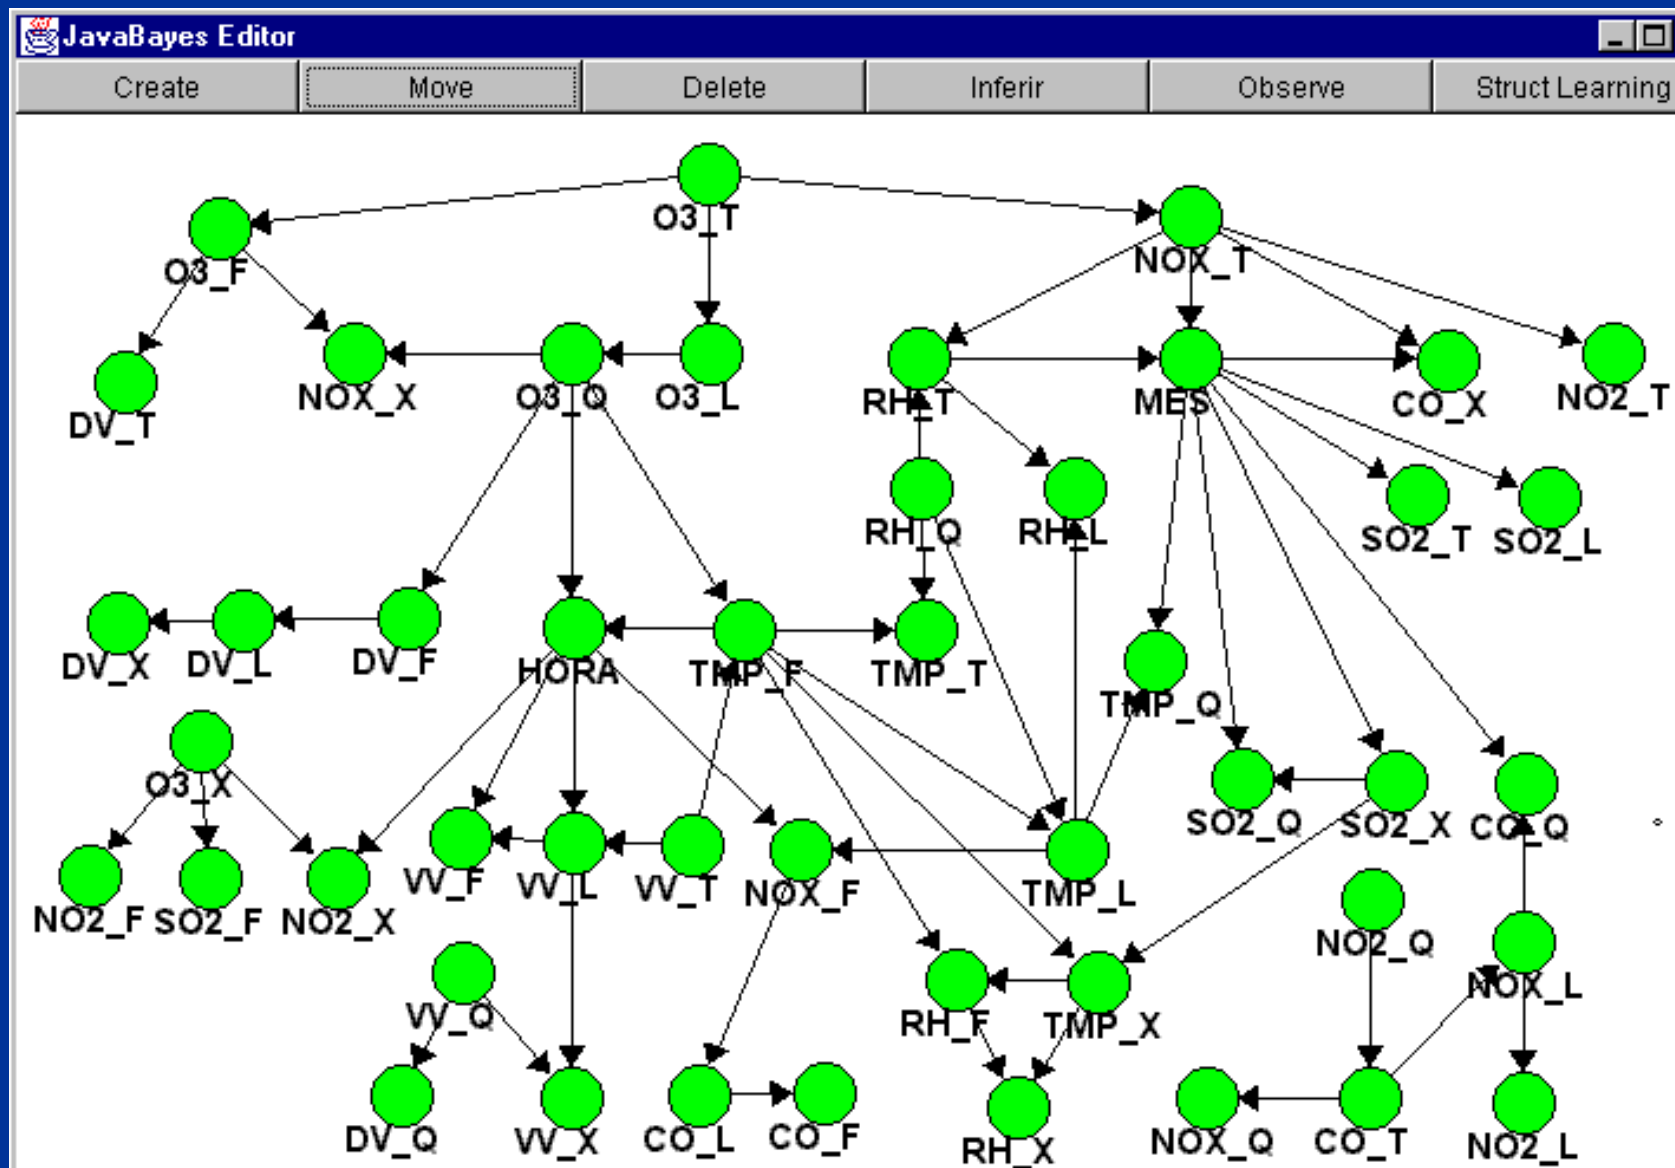 JavaBayes Editor
Create Move Delete Inferir Observe Struct Learning
O3_T
NOX_T
O3_F
NOX_X O3_Q O3_L RH_T MES CO_X NO2_T
DV_T
RH_Q RH_L SO2_T SO2_L
DV_X DV_L DV_F HORA TMP_F TMP_T
TMP_Q
O3_X
SO2_Q SO2_X CO_Q
NO2_F SO2_F NO2_X VV_F VV_L VV_T NOX_F TMP_L
NO2_Q
NOX_L
VV_Q RH_F TMP_X
DV_Q VV_X CO_L CO_F RH_X NOX_Q CO_T NO2_L